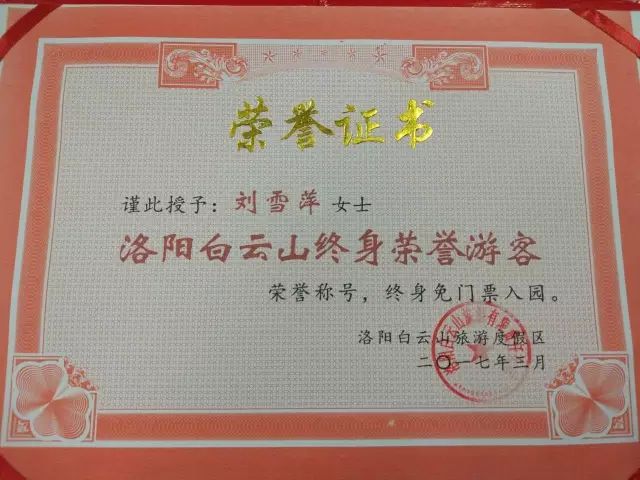 荣誉证书
谨此授予：刘雪萍 女士
洛阳白云山终身荣誉游客
荣誉称号，终身免门票入园。
洛阳白云山旅游度假区
二〇一七年三月